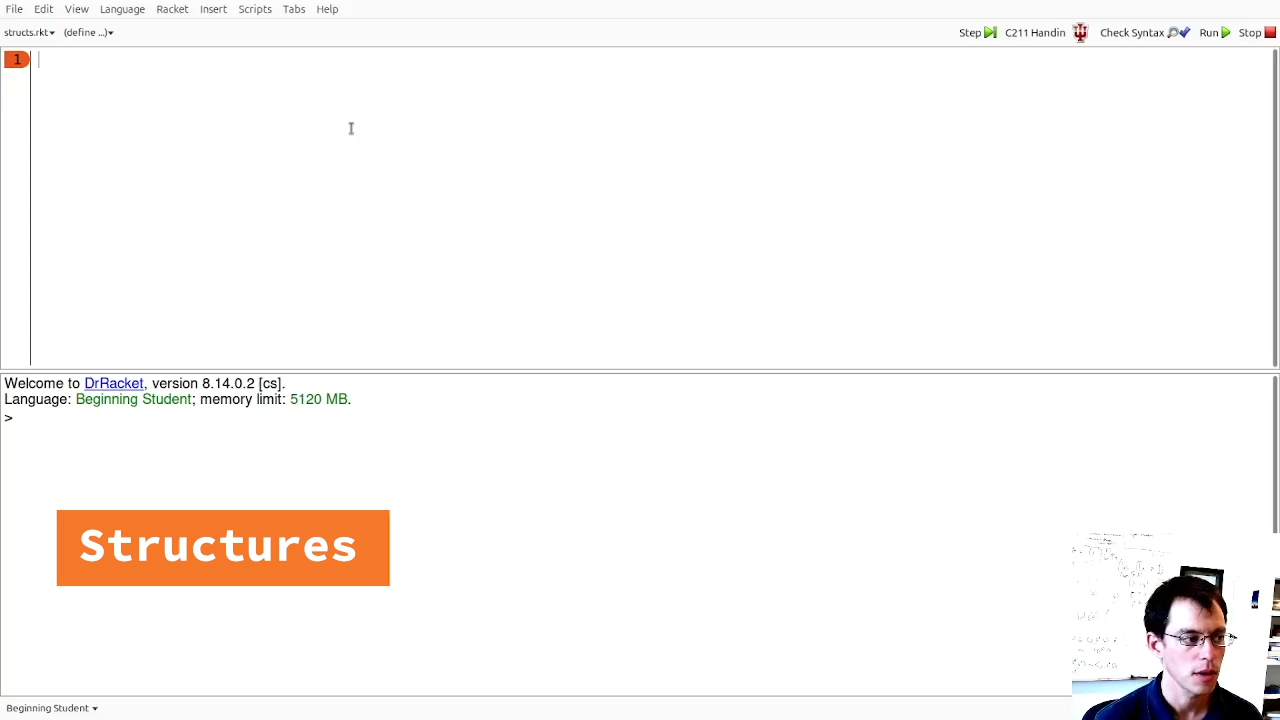 File Edit View Language Racket Insert Scripts Tabs Help
structs.rkt▾ (define ...)▾ Step C211 Handin Check Syntax Run Stop
1
Welcome to DrRacket, version 8.14.0.2 [cs].
Language: Beginning Student; memory limit: 5120 MB.
>
Structures
Beginning Student ▾